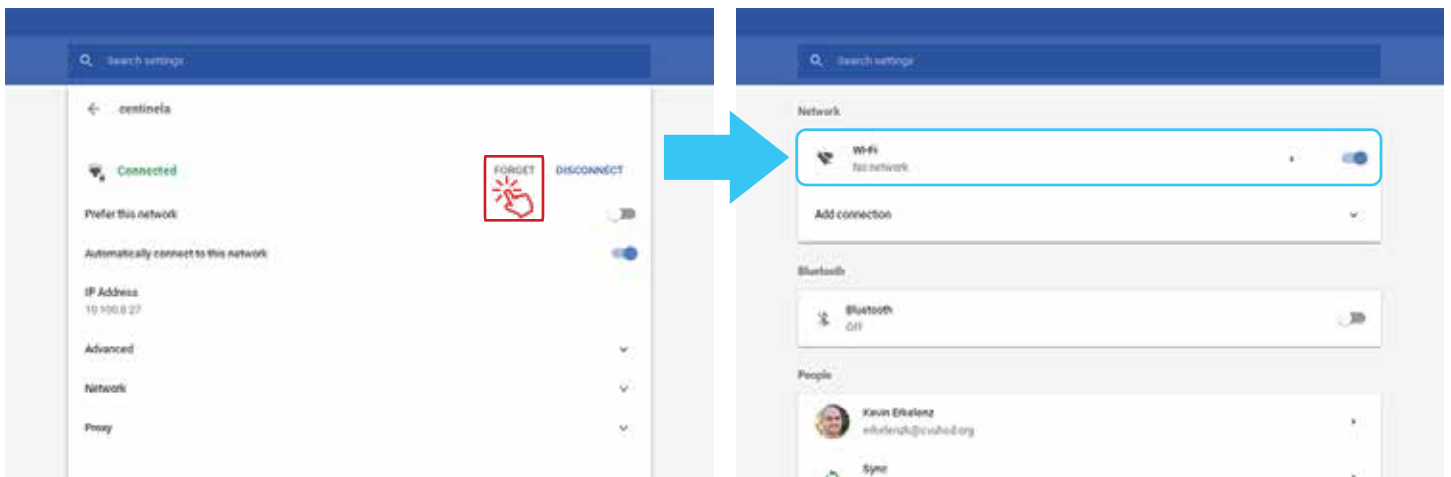 Search settings
centinela
Connected
FORGET
DISCONNECT
Prefer this network
Automatically connect to this network
IP Address
10.100.8.27
Advanced
Network
Proxy
Search settings
Network
Wi-Fi
No network
Add connection
Bluetooth
Bluetooth
Off
People
Kevin Erkelenz
Sync